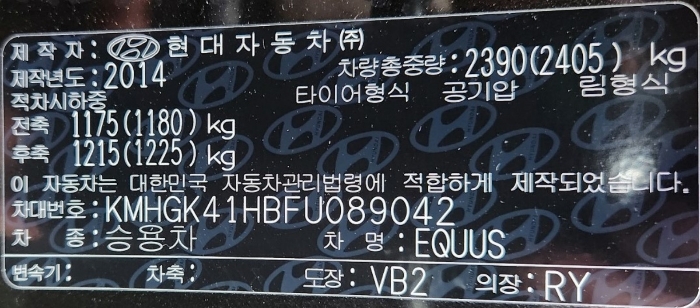 제 작 자 : 현대자동차㈜
제작년도 : 2014 차량총중량 : 2390(2405) kg
적차시하중 타이어형식 공기압 림형식
전축 1175(1180) kg
후축 1215(1225) kg
이 자동차는 대한민국 자동차관리법령에 적합하게 제작되었습니다.
차대번호 : KMHGK41HBFU089042
차 종 : 승용차 차 명 : EQUUS
변속기 : 차축 : 도장 : VB2 의장 : RY